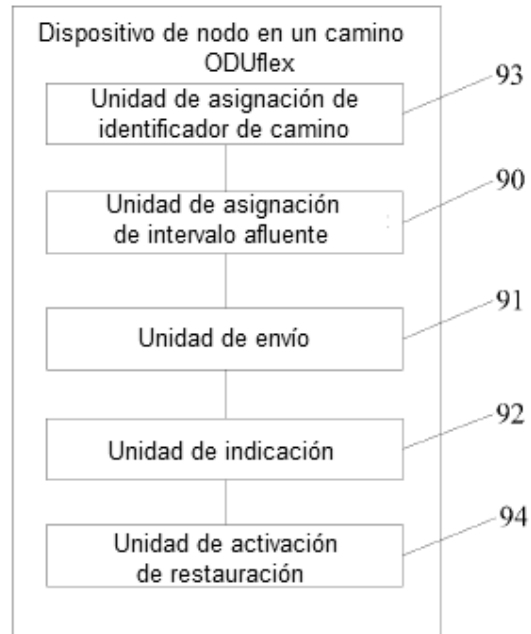 Dispositivo de nodo en un camino
ODUflex
Unidad de asignación de
identificador de camino
93
Unidad de asignación
de intervalo afluente
90
Unidad de envío
91
Unidad de indicación
92
Unidad de activación
de restauración
94